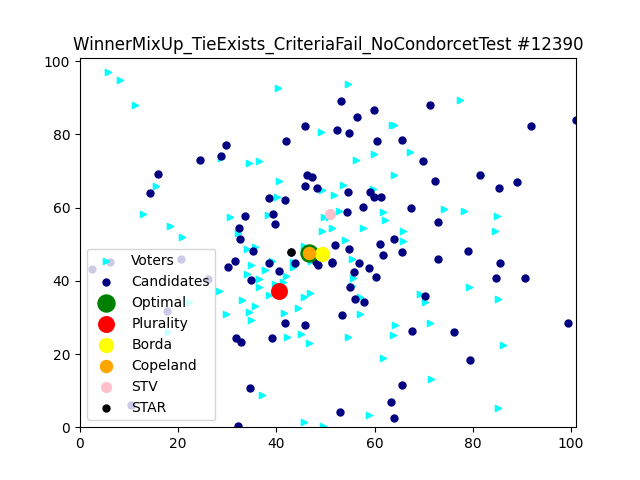 WinnerMixUp_TieExists_CriteriaFail_NoCondorcetTest #12390
100
80
60
40
20
0
0
20
40
60
80
100
Voters
Candidates
Optimal
Plurality
Borda
Copeland
STV
STAR